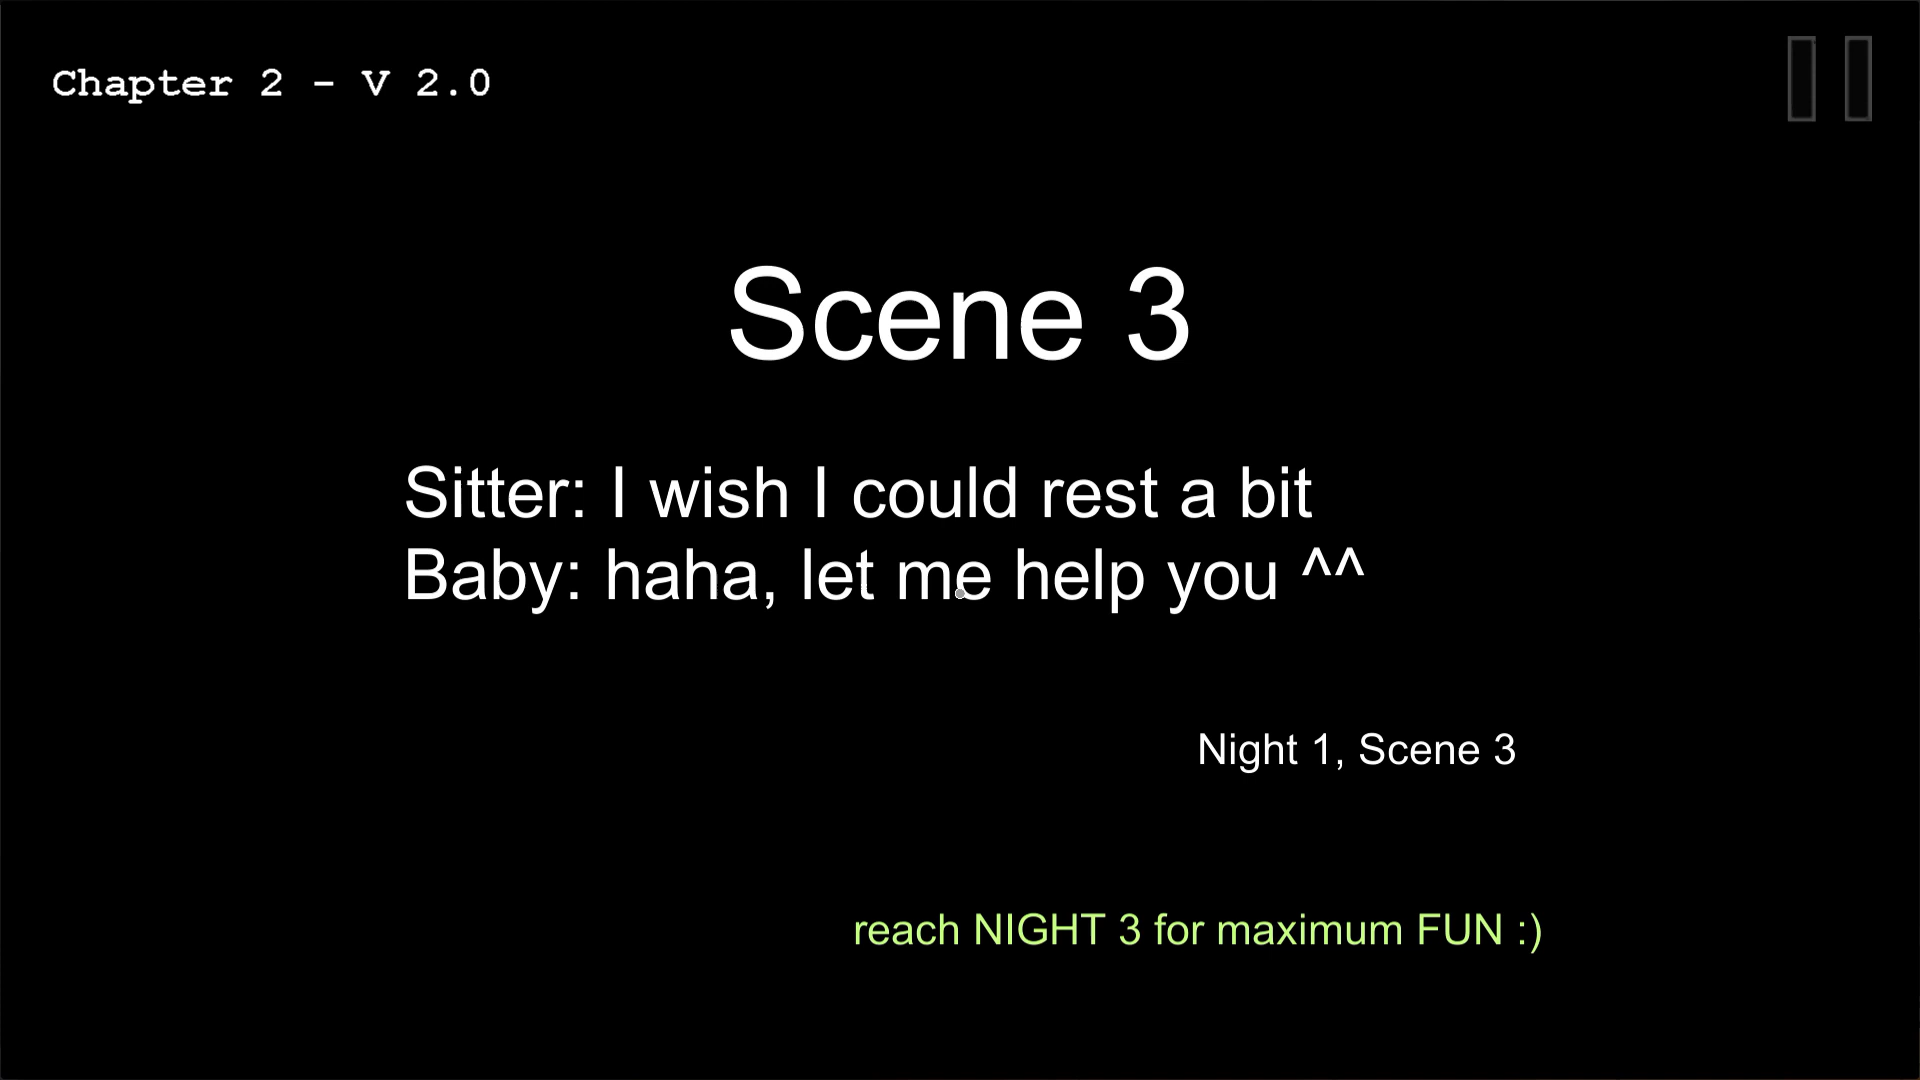 Chapter 2 - V 2.0
Scene 3
Sitter: I wish I could rest a bit
Baby: haha, let me help you ^^
Night 1, Scene 3
reach NIGHT 3 for maximum FUN :)